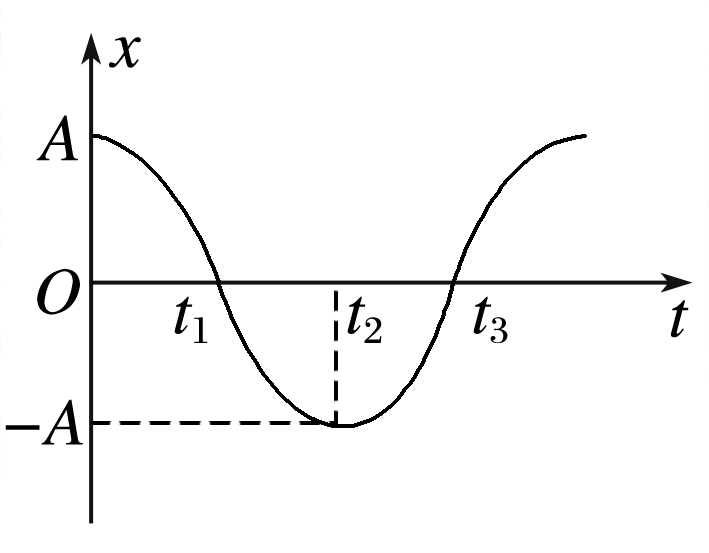 x
A
O
t₁ t₂ t₃ t
−A